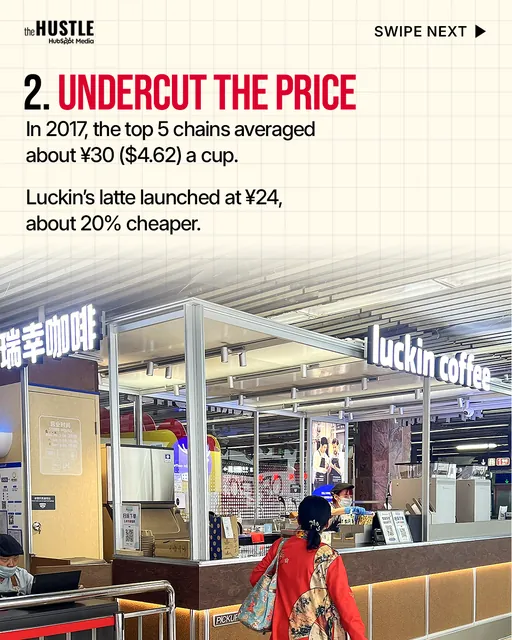 the HUSTLE
HubSpot Media
SWIPE NEXT
2. UNDERCUT THE PRICE
In 2017, the top 5 chains averaged
about ¥30 ($4.62) a cup.
Luckin's latte launched at ¥24,
about 20% cheaper.
瑞幸咖啡
luckin coffee
PICKUP